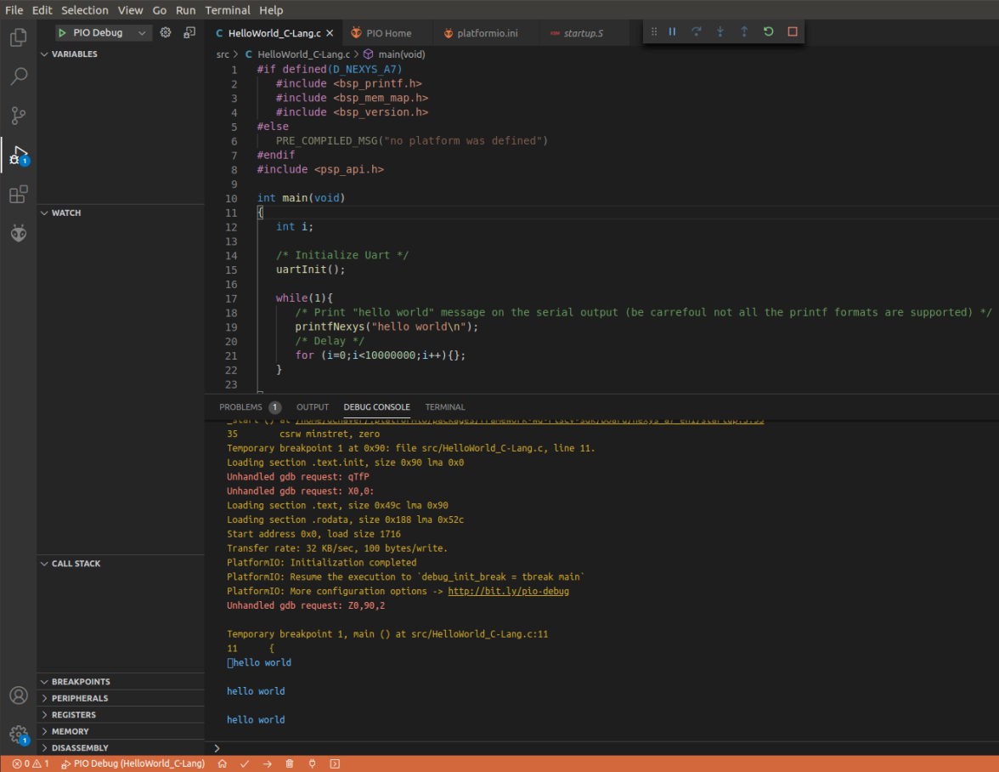 File Edit Selection View Go Run Terminal Help
PIO Debug
HelloWorld_C-Lang.c
PIO Home
platformio.ini
startup.S
VARIABLES
src > C HelloWorld_C-Lang.c > main(void)
1 #if defined(D_NEXYS_A7)
2 #include <bsp_printf.h>
3 #include <bsp_mem_map.h>
4 #include <bsp_version.h>
5 #else
6 PRE_COMPILED_MSG("no platform was defined")
7 #endif
8 #include <psp_api.h>
9
10 int main(void)
11 {
12 int i;
13
14 /* Initialize Uart */
15 uartInit();
16
17 while(1){
18 /* Print "hello world" message on the serial output (be carrefoul not all the printf formats are supported) */
19 printfNexys("hello world\n");
20 /* Delay */
21 for (i=0;i<10000000;i++){};
22 }
23
WATCH
CALL STACK
BREAKPOINTS
PERIPHERALS
REGISTERS
MEMORY
DISASSEMBLY
PROBLEMS 1 OUTPUT DEBUG CONSOLE TERMINAL
35 csrw minstret, zero
Temporary breakpoint 1 at 0x90: file src/HelloWorld_C-Lang.c, line 11.
Loading section .text.init, size 0x90 lma 0x0
Unhandled gdb request: qTfP
Unhandled gdb request: X0,0:
Loading section .text, size 0x49c lma 0x90
Loading section .rodata, size 0x188 lma 0x52c
Start address 0x0, load size 1716
Transfer rate: 32 KB/sec, 100 bytes/write.
PlatformIO: Initialization completed
PlatformIO: Resume the execution to `debug_init_break = tbreak main`
PlatformIO: More configuration options -> http://bit.ly/pio-debug
Unhandled gdb request: Z0,90,2
Temporary breakpoint 1, main () at src/HelloWorld_C-Lang.c:11
11 {
hello world
hello world
hello world
0 1 PIO Debug (HelloWorld_C-Lang)